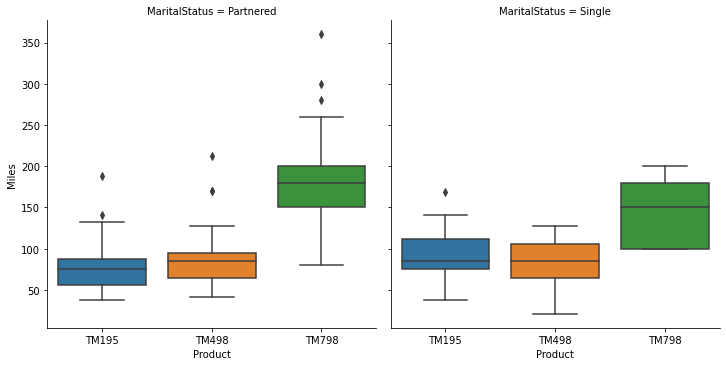 MaritalStatus = Partnered
MaritalStatus = Single
350
300
250
200
150
100
50
Miles
TM195 TM498 TM798
TM195 TM498 TM798
Product
Product